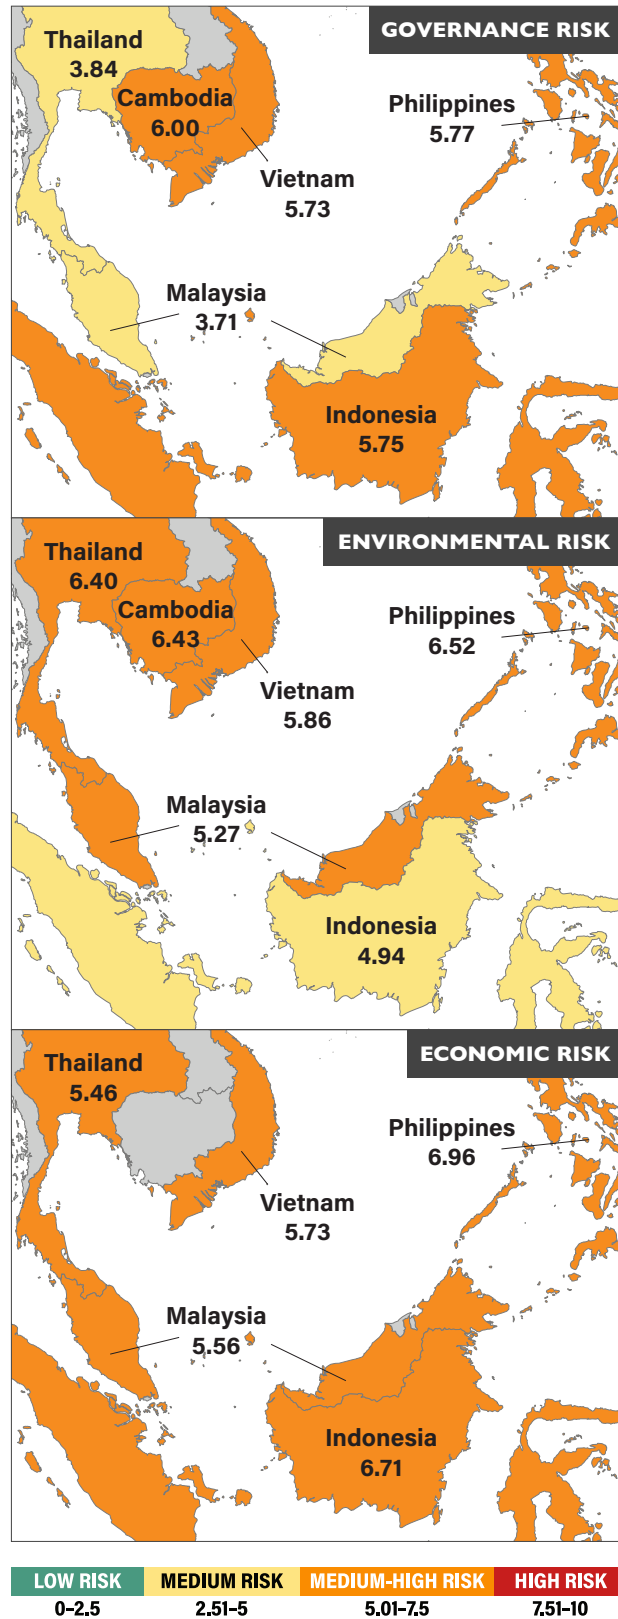 GOVERNANCE RISK
Thailand
3.84
Cambodia
6.00
Philippines
5.77
Vietnam
5.73
Malaysia
3.71
Indonesia
5.75
ENVIRONMENTAL RISK
Thailand
6.40
Cambodia
6.43
Philippines
6.52
Vietnam
5.86
Malaysia
5.27
Indonesia
4.94
ECONOMIC RISK
Thailand
5.46
Philippines
6.96
Vietnam
5.73
Malaysia
5.56
Indonesia
6.71
LOW RISK MEDIUM RISK MEDIUM-HIGH RISK HIGH RISK
0–2.5 2.51–5 5.01–7.5 7.51–10